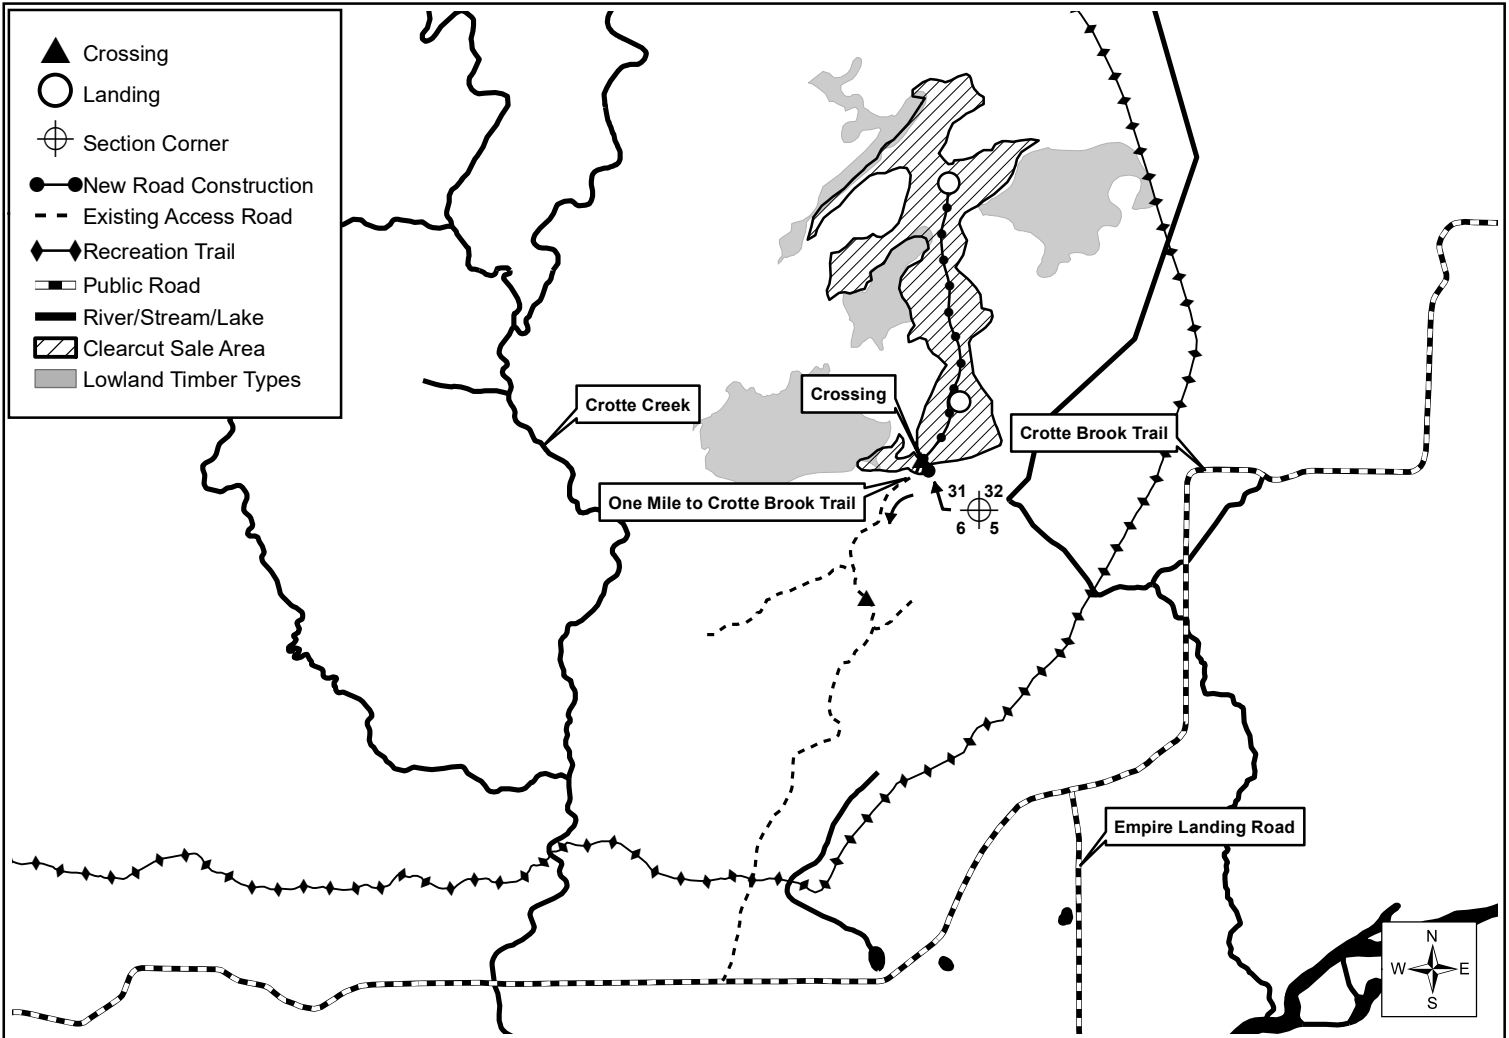 Crossing
Landing
Section Corner
New Road Construction
Existing Access Road
Recreation Trail
Public Road
River/Stream/Lake
Clearcut Sale Area
Lowland Timber Types
Crossing
Crotte Creek
Crotte Brook Trail
One Mile to Crotte Brook Trail
31 32
6 5
Empire Landing Road
N
W E
S